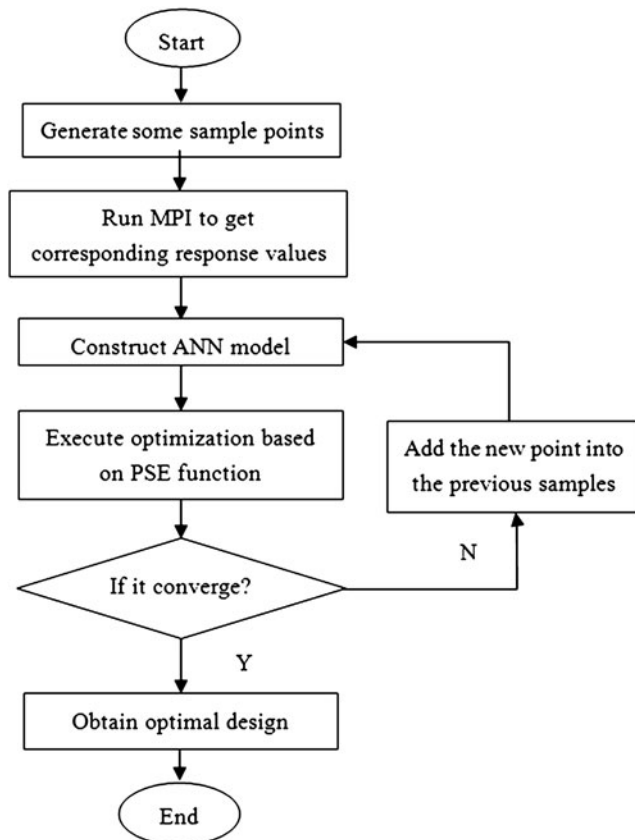 Start
Generate some sample points
Run MPI to get
corresponding response values
Construct ANN model
Execute optimization based
on PSE function
Add the new point into
the previous samples
If it converge?
N
Y
Obtain optimal design
End